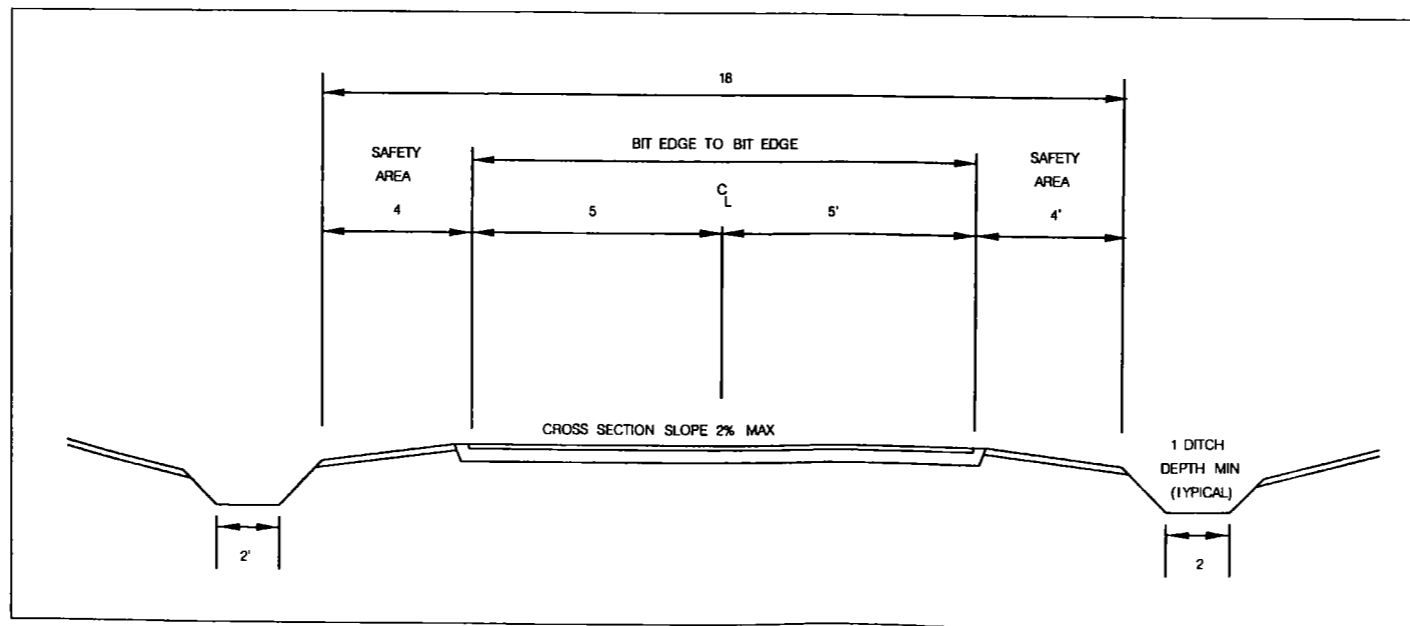 18
BIT EDGE TO BIT EDGE
SAFETY
AREA
4
SAFETY
AREA
4'
C
L
5
5'
CROSS SECTION SLOPE 2% MAX
1 DITCH
DEPTH MIN
(TYPICAL)
2'
2